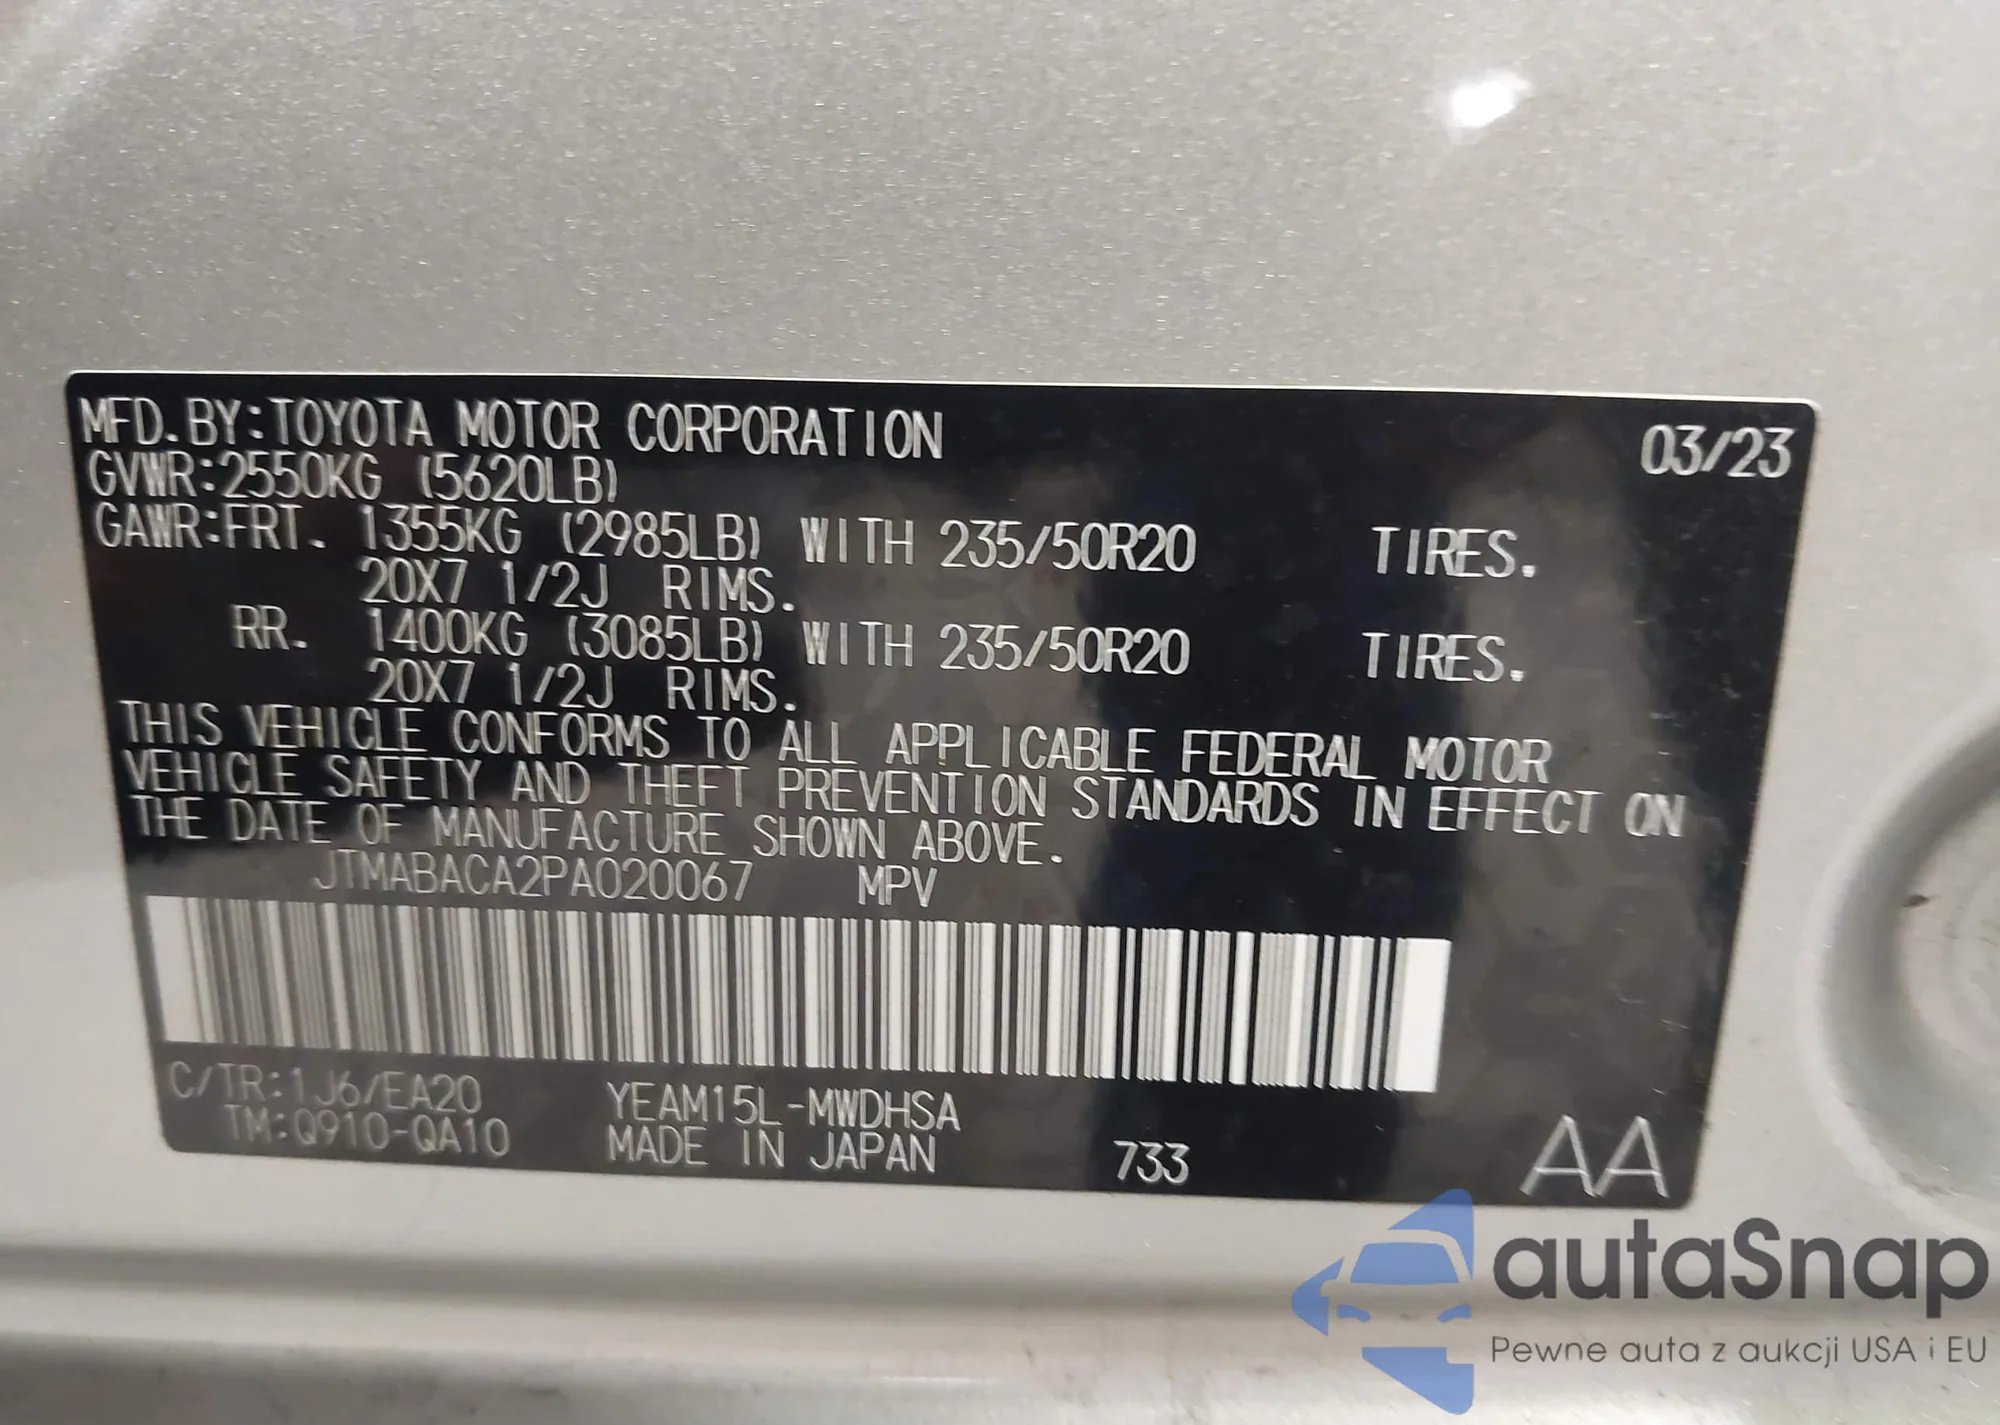 MFD.BY:TOYOTA MOTOR CORPORATION 03/23
GVWR:2550KG (5620LB)
GAWR:FRT. 1355KG (2985LB) WITH 235/50R20 TIRES.
20X7 1/2J RIMS.
RR. 1400KG (3085LB) WITH 235/50R20 TIRES.
20X7 1/2J RIMS.
THIS VEHICLE CONFORMS TO ALL APPLICABLE FEDERAL MOTOR
VEHICLE SAFETY AND THEFT PREVENTION STANDARDS IN EFFECT ON
THE DATE OF MANUFACTURE SHOWN ABOVE.
JTMABACA2PA020067 MPV
C/TR:1J6/EA20 YEAM15L-MWDHSA
TM:Q910-QA10 MADE IN JAPAN 733 AA
autaSnap
Pewne auta z aukcji USA i EU